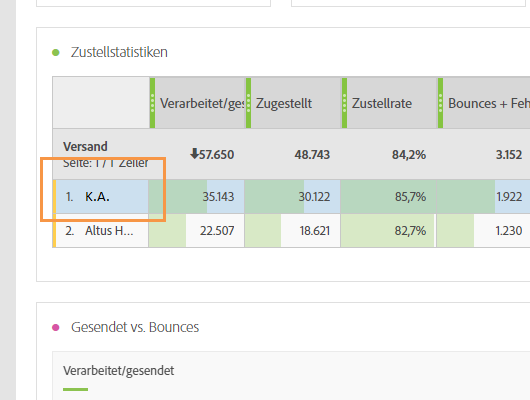 Zustellstatistiken
Verarbeitet/ges Zugestellt Zustellrate Bounces + Feh
Versand
Seite: 1 / 1 Zeiler
57.650 48.743 84,2% 3.152
1. K.A. 35.143 30.122 85,7% 1.922
2. Altus H... 22.507 18.621 82,7% 1.230
Gesendet vs. Bounces
Verarbeitet/gesendet